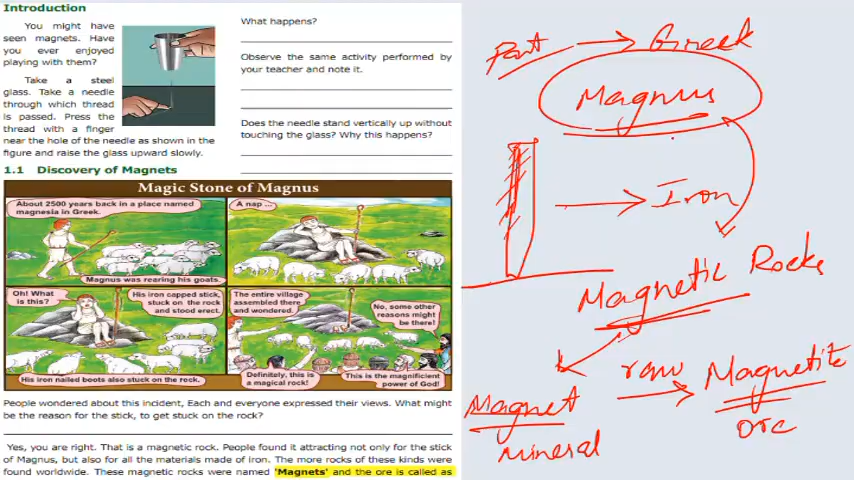 Introduction
You might have
seen magnets. Have
you ever enjoyed
playing with them?
Take a steel
glass. Take a needle
through which thread
is passed. Press the
thread with a finger
near the hole of the needle as shown in the
figure and raise the glass upward slowly.
What happens?
Observe the same activity performed by
your teacher and note it.
Does the needle stand vertically up without
touching the glass? Why this happens?
1.1 Discovery of Magnets
Magic Stone of Magnus
About 2500 years back in a place named
magnesia in Greek.
Magnus was rearing his goats.
A nap ...
Oh! What
is this?
His iron capped stick,
stuck on the rock
and stood erect.
His iron nailed boots also stuck on the rock.
The entire village
assembled there
and wondered.
No, some other
reasons might
be there!
Definitely, this is
a magical rock!
This is the magnificient
power of God!
People wondered about this incident, Each and everyone expressed their views. What might
be the reason for the stick, to get stuck on the rock?
Yes, you are right. That is a magnetic rock. People found it attracting not only for the stick
of Magnus, but also for all the materials made of iron. The more rocks of these kinds were
found worldwide. These magnetic rocks were named 'Magnets' and the ore is called as
Past → Greek
Magnus
→ Iron
Magnetic Rocks
Magnet raw → Magnetite
mineral ore